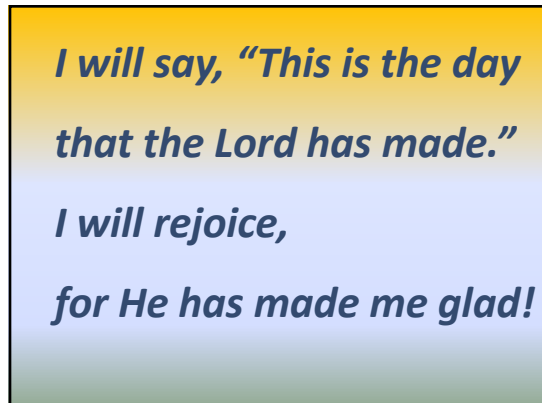 I will say, “This is the day
that the Lord has made.”
I will rejoice,
for He has made me glad!